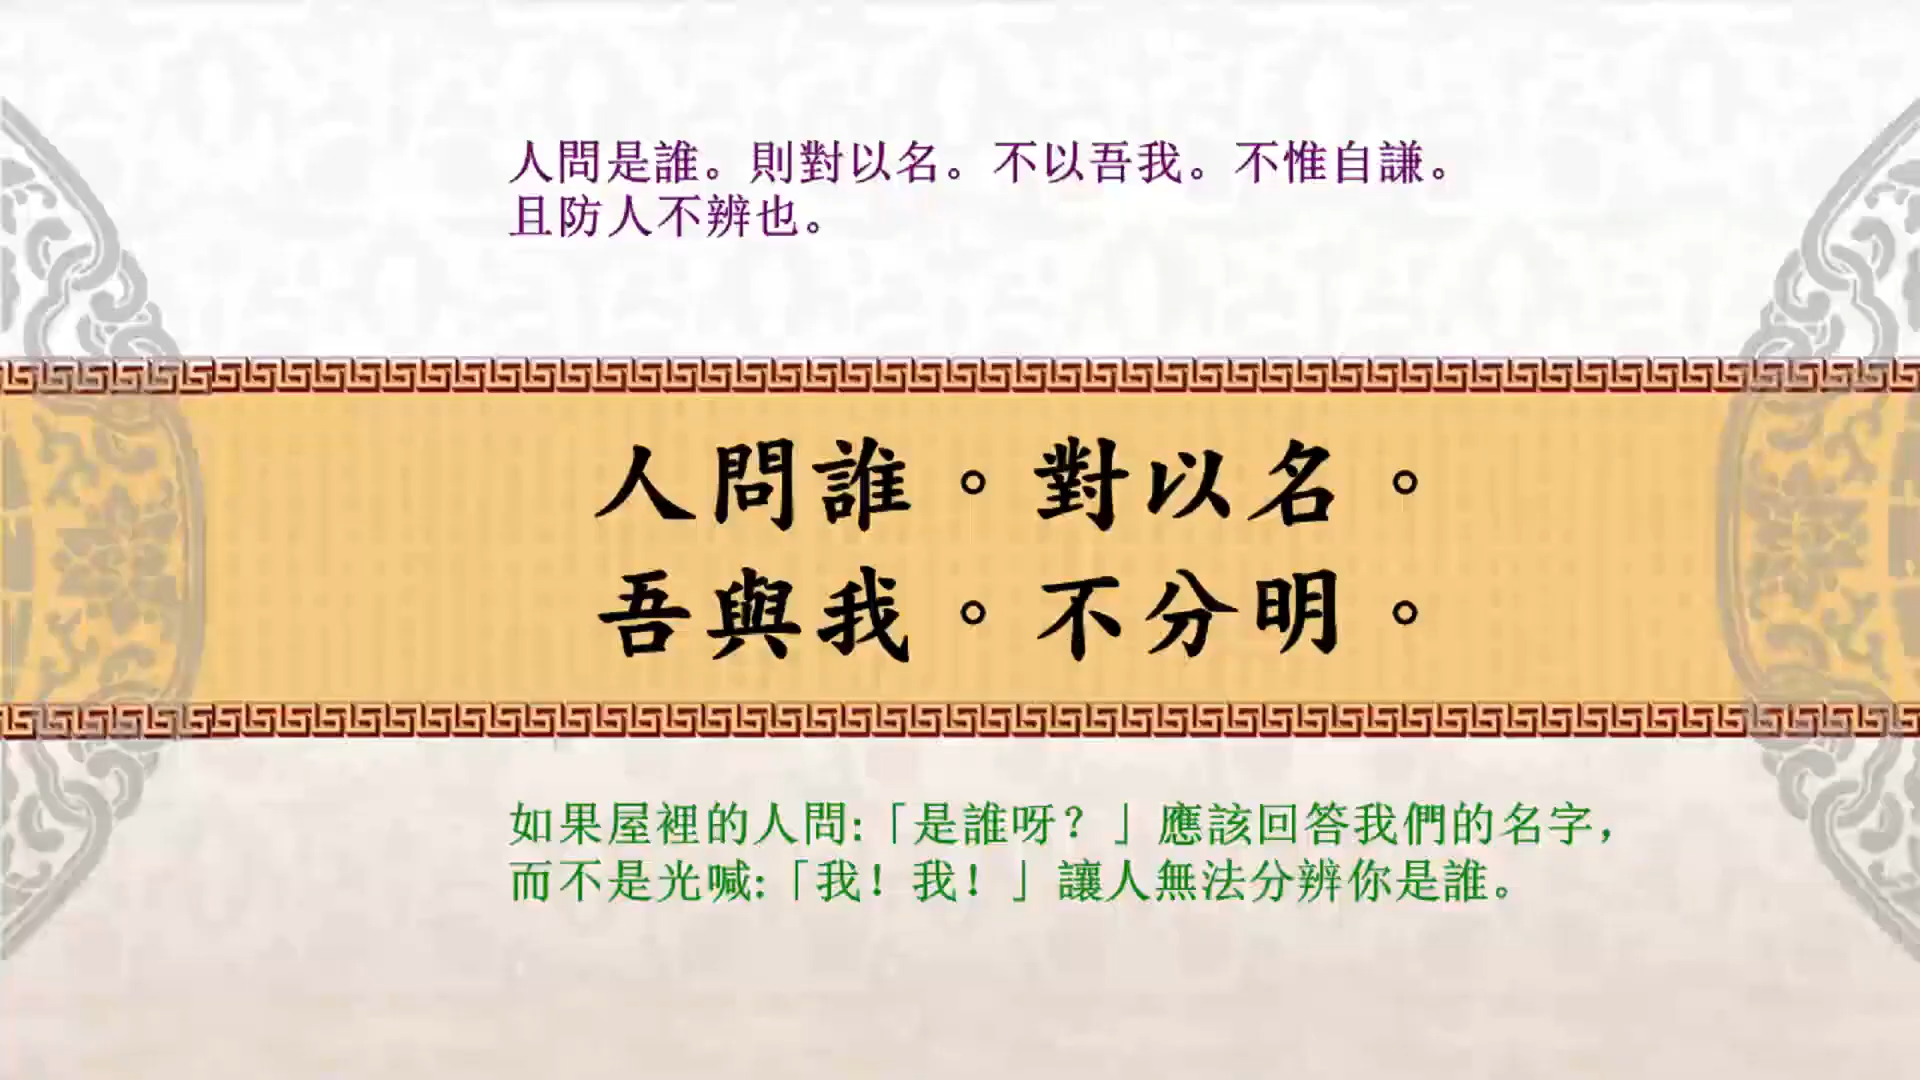 人問是誰。則對以名。不以吾我。不惟自謙。
且防人不辨也。
人問誰。對以名。
吾與我。不分明。
如果屋裡的人問:「是誰呀？」應該回答我們的名字，
而不是光喊:「我！我！」讓人無法分辨你是誰。